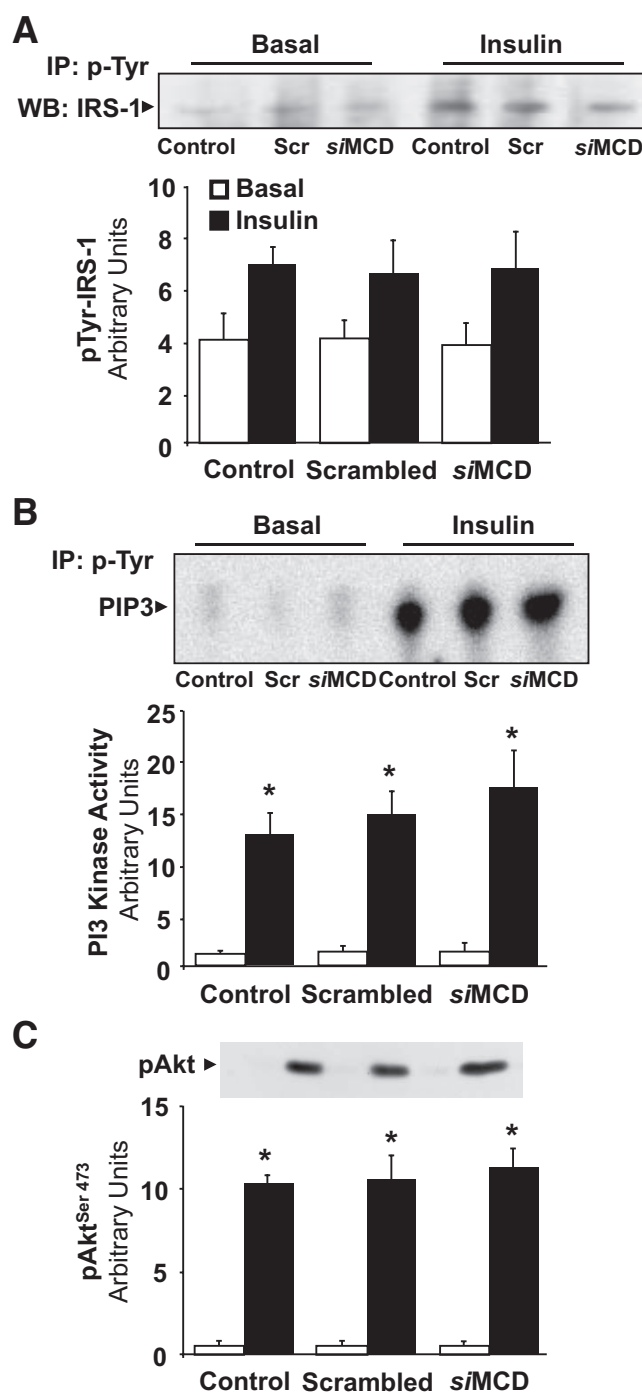 A
Basal Insulin
IP: p-Tyr
WB: IRS-1
Control Scr siMCD Control Scr siMCD
10
8
6
4
2
0
pTyr-IRS-1
Arbitrary Units
Basal
Insulin
Control Scrambled siMCD
B
Basal Insulin
IP: p-Tyr
PIP3
Control Scr siMCD Control Scr siMCD
25
20
15
10
5
0
PI3 Kinase Activity
Arbitrary Units
* * *
Control Scrambled siMCD
C
pAkt
15
10
5
0
pAktSer 473
Arbitrary Units
* * *
Control Scrambled siMCD